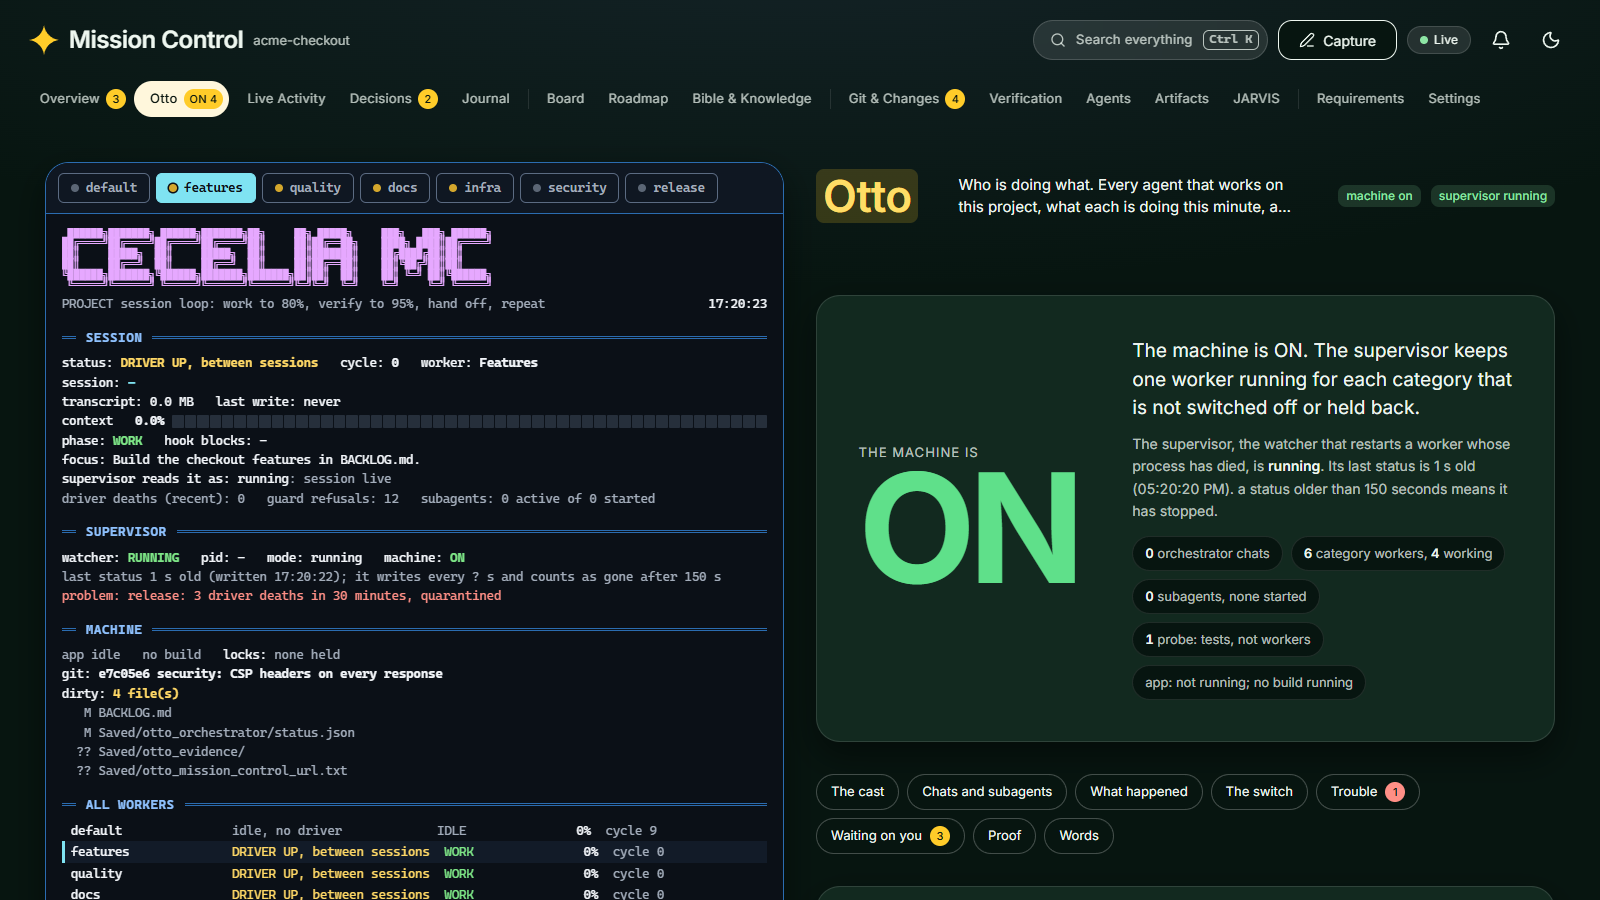 Mission Control acme-checkout
Search everything Ctrl K
Capture
Live
Overview 3
Otto ON 4
Live Activity
Decisions 2
Journal
Board
Roadmap
Bible & Knowledge
Git & Changes 4
Verification
Agents
Artifacts
JARVIS
Requirements
Settings
default features quality docs infra security release
PROJECT session loop: work to 80%, verify to 95%, hand off, repeat 17:20:23
SESSION
status: DRIVER UP, between sessions cycle: 0 worker: Features
session: –
transcript: 0.0 MB last write: never
context 0.0%
phase: WORK hook blocks: –
focus: Build the checkout features in BACKLOG.md.
supervisor reads it as: running: session live
driver deaths (recent): 0 guard refusals: 12 subagents: 0 active of 0 started
SUPERVISOR
watcher: RUNNING pid: – mode: running machine: ON
last status 1 s old (written 17:20:22); it writes every ? s and counts as gone after 150 s
problem: release: 3 driver deaths in 30 minutes, quarantined
MACHINE
app idle no build locks: none held
git: e7c05e6 security: CSP headers on every response
dirty: 4 file(s)
M BACKLOG.md
M Saved/otto_orchestrator/status.json
?? Saved/otto_evidence/
?? Saved/otto_mission_control_url.txt
ALL WORKERS
default idle, no driver IDLE 0% cycle 9
features DRIVER UP, between sessions WORK 0% cycle 0
quality DRIVER UP, between sessions WORK 0% cycle 0
docs DRIVER UP, between sessions WORK 0% cycle 0
Otto
Who is doing what. Every agent that works on
this project, what each is doing this minute, a...
machine on
supervisor running
THE MACHINE IS
ON
The machine is ON. The supervisor keeps
one worker running for each category that
is not switched off or held back.
The supervisor, the watcher that restarts a worker whose
process has died, is running. Its last status is 1 s old
(05:20:20 PM). a status older than 150 seconds means it
has stopped.
0 orchestrator chats
6 category workers, 4 working
0 subagents, none started
1 probe: tests, not workers
app: not running; no build running
The cast
Chats and subagents
What happened
The switch
Trouble 1
Waiting on you 3
Proof
Words